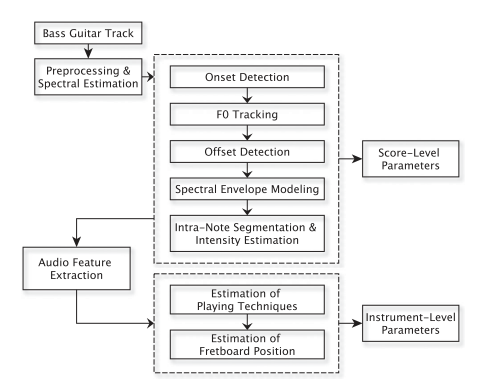 Bass Guitar Track
Preprocessing &
Spectral Estimation
Onset Detection
F0 Tracking
Offset Detection
Spectral Envelope Modeling
Intra-Note Segmentation &
Intensity Estimation
Score-Level
Parameters
Audio Feature
Extraction
Estimation of
Playing Techniques
Estimation of
Fretboard Position
Instrument-Level
Parameters